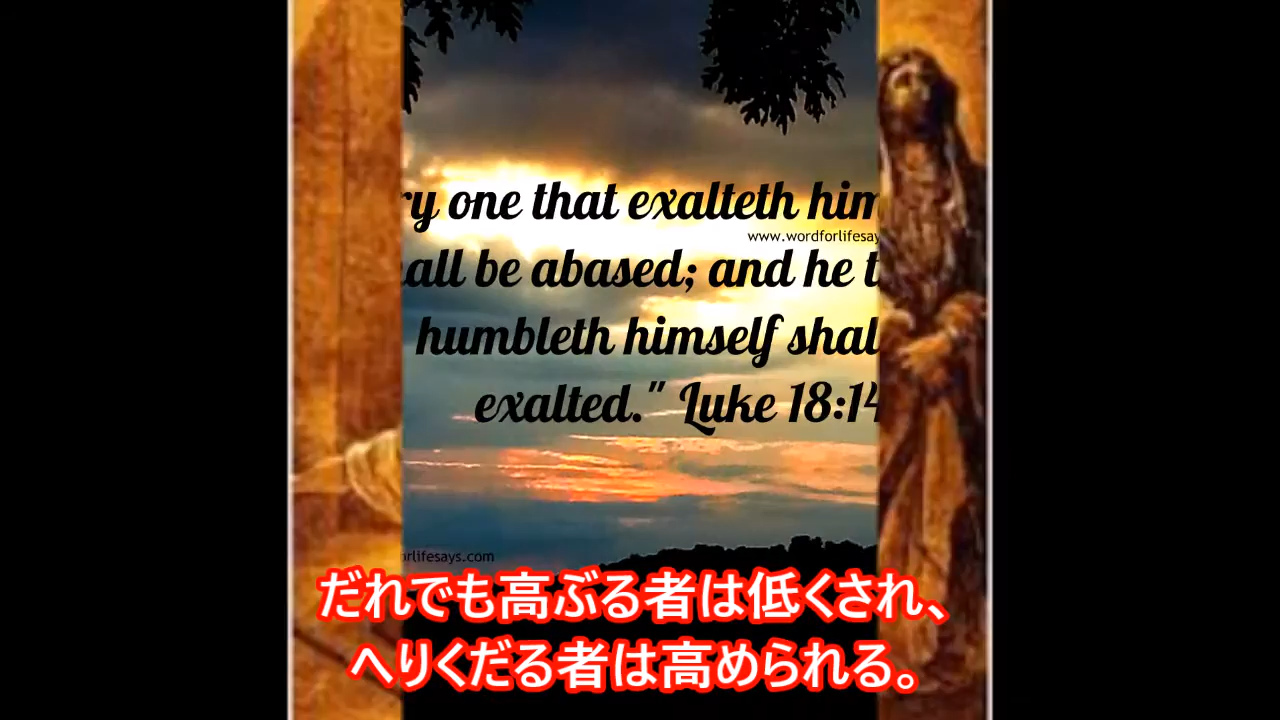 ry one that exalteth him
www.wordforlifesay
all be abased; and he t
humbleth himself shal
exalted." Luke 18:14
rlifesays.com
だれでも高ぶる者は低くされ、
へりくだる者は高められる。